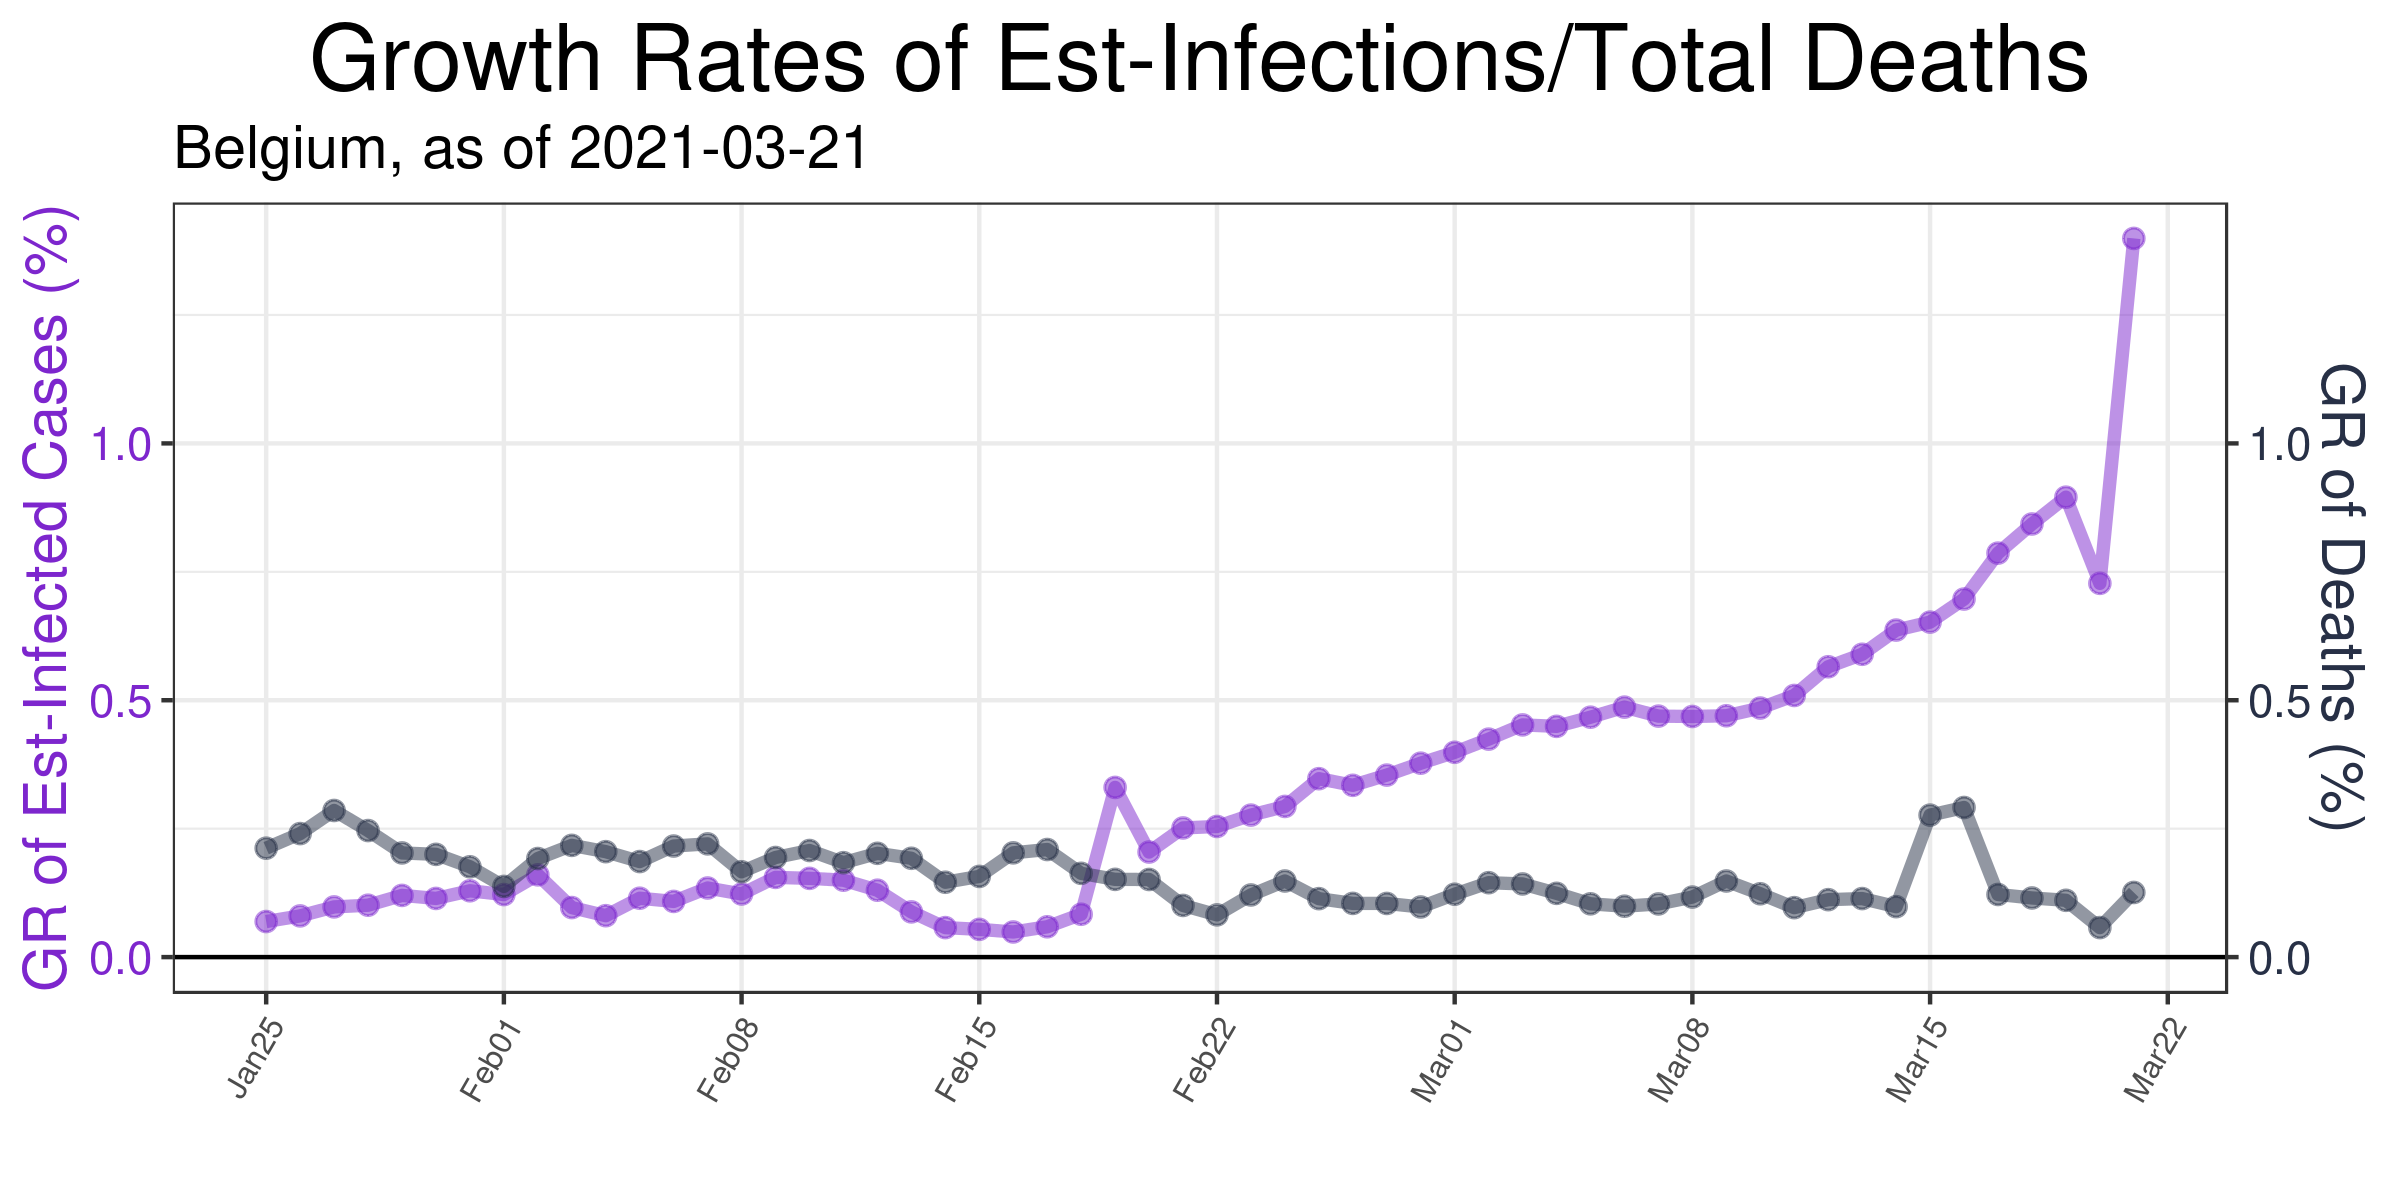 Growth Rates of Est-Infections/Total Deaths
Belgium, as of 2021-03-21
GR of Est-Infected Cases (%)
1.0
0.5
0.0
1.0
0.5
0.0
GR of Deaths (%)
Jan25
Feb01
Feb08
Feb15
Feb22
Mar01
Mar08
Mar15
Mar22